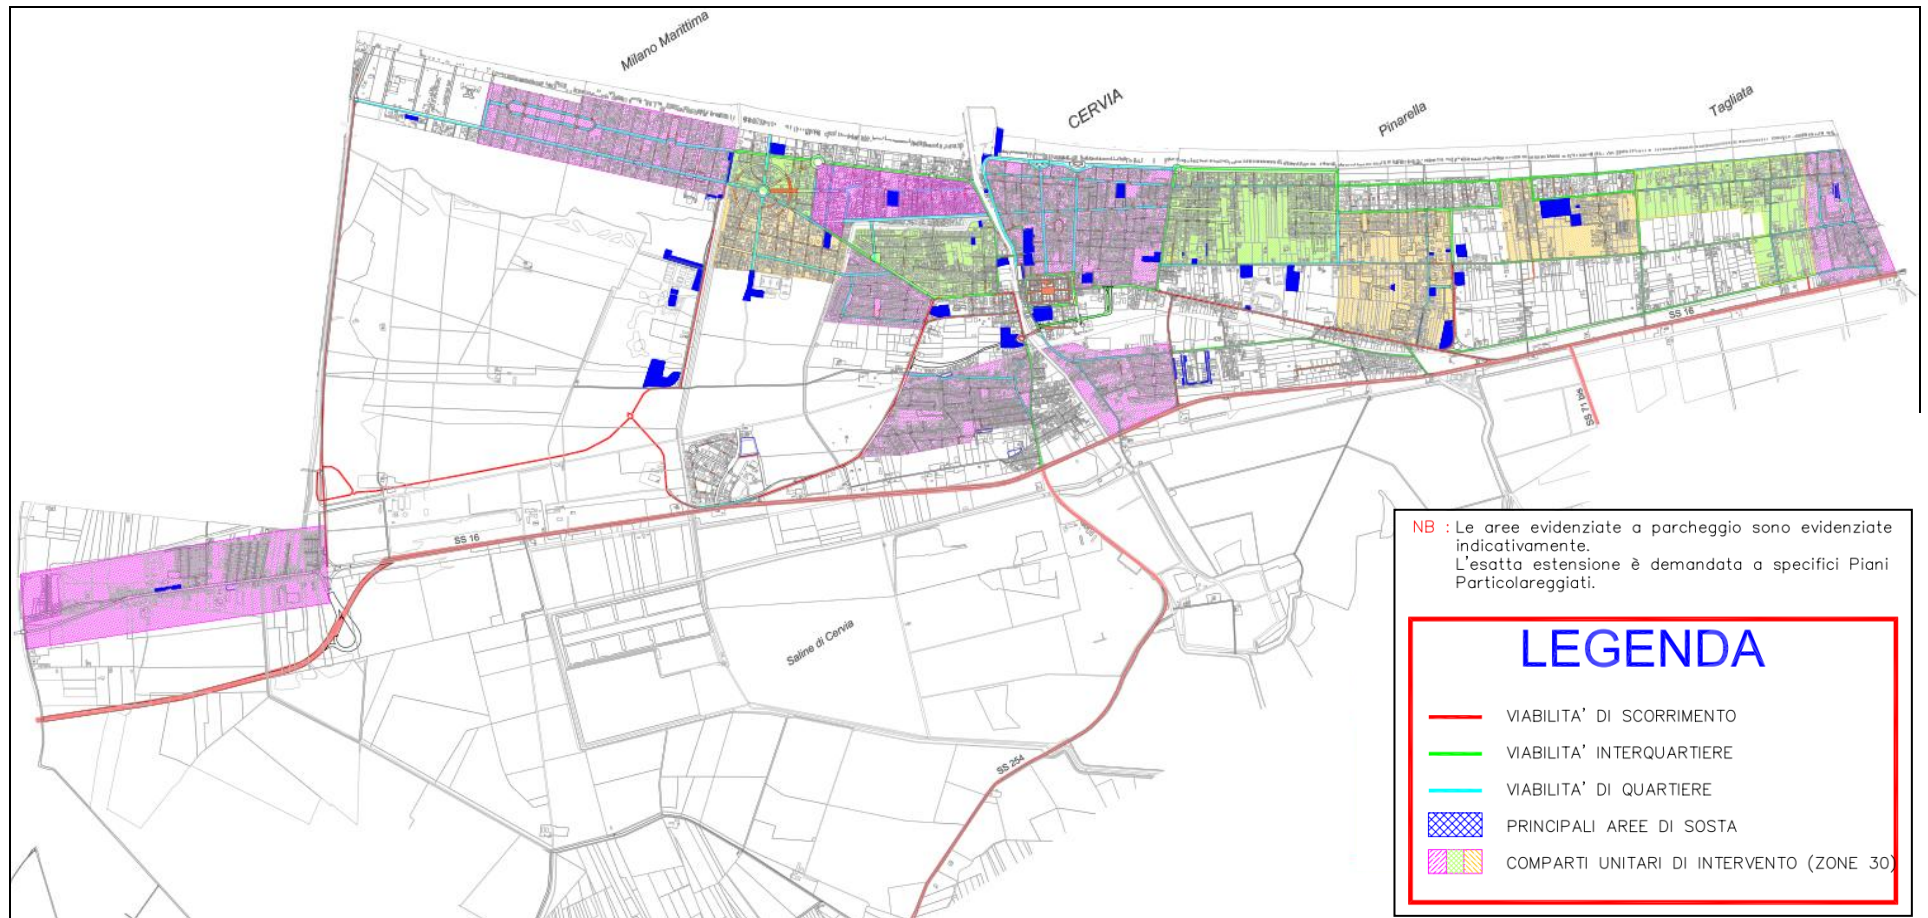 Milano Marittima
CERVIA
Pinarella
Tagliata
SS 16
SS 71 bis
SS 16
Saline di Cervia
SS 254
NB : Le aree evidenziate a parcheggio sono evidenziate
indicativamente.
L'esatta estensione è demandata a specifici Piani
Particolareggiati.
LEGENDA
VIABILITA' DI SCORRIMENTO
VIABILITA' INTERQUARTIERE
VIABILITA' DI QUARTIERE
PRINCIPALI AREE DI SOSTA
COMPARTI UNITARI DI INTERVENTO (ZONE 30)